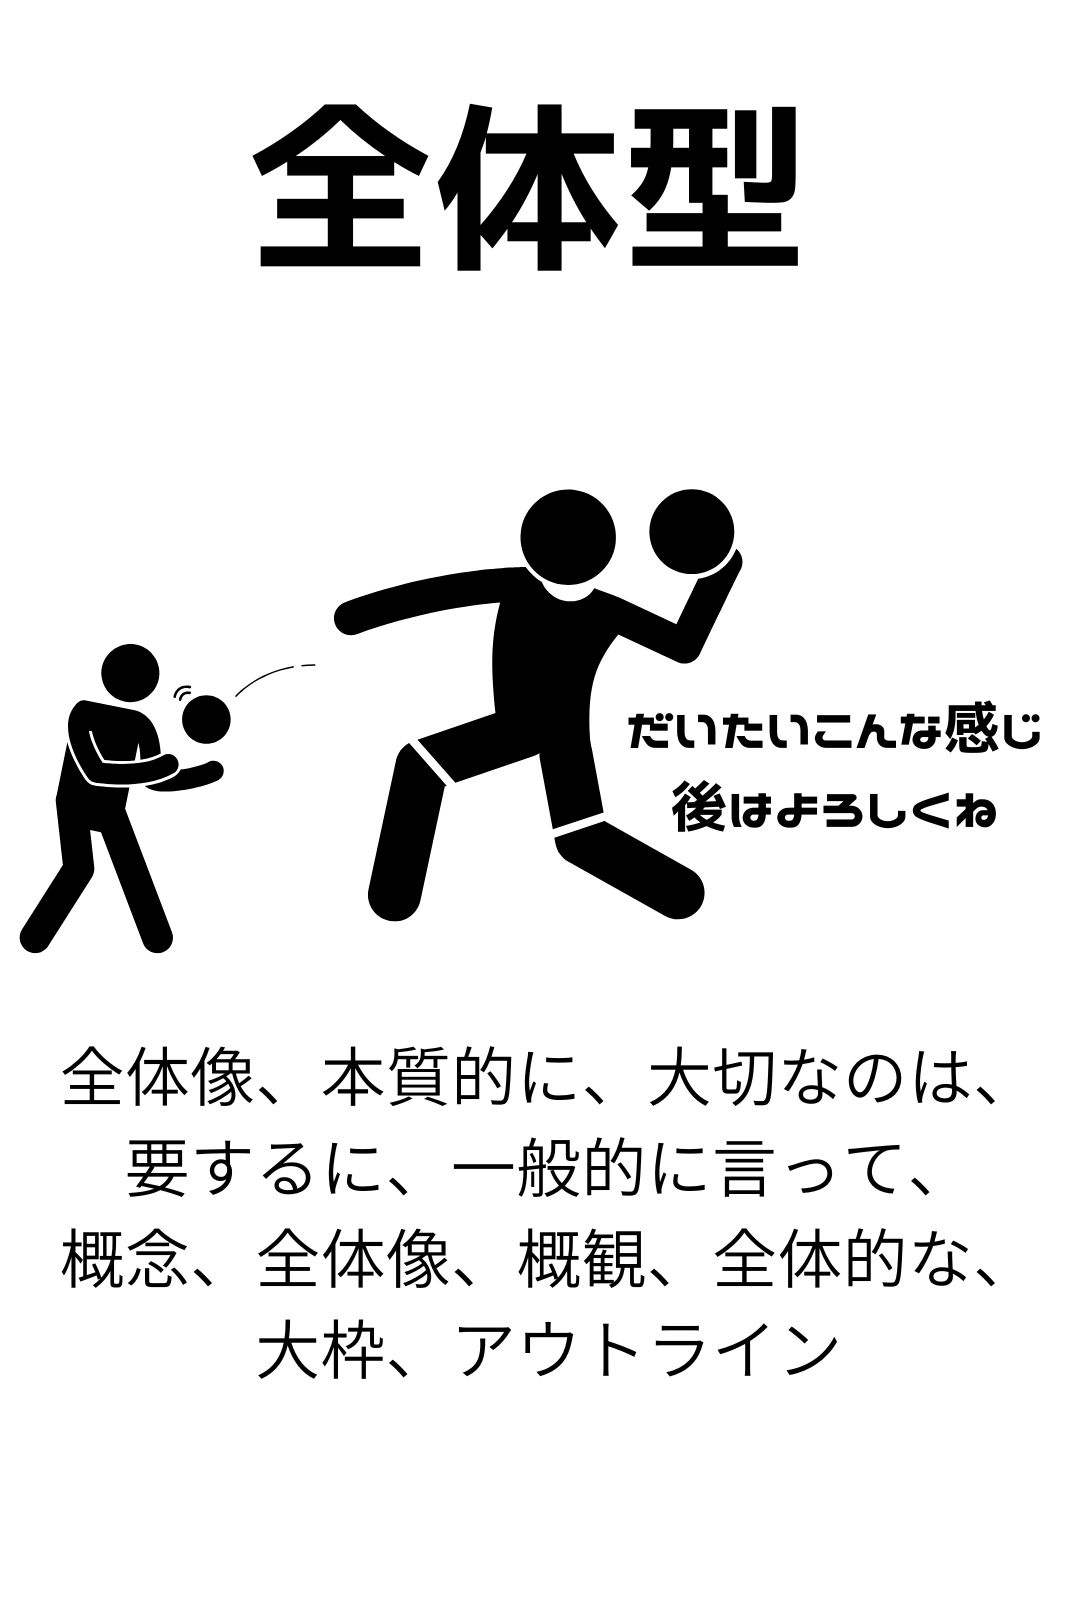 全体型
だいたいこんな感じ
後はよろしくね
全体像、本質的に、大切なのは、
要するに、一般的に言って、
概念、全体像、概観、全体的な、
大枠、アウトライン